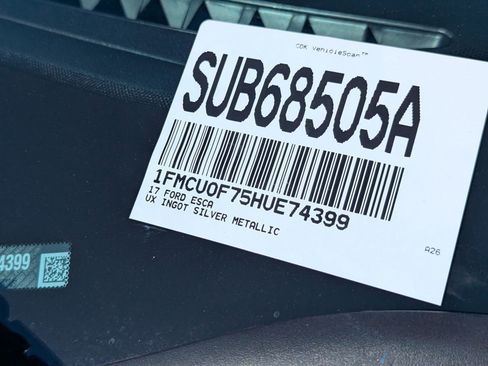 CDK VehicleScan™
SUB68505A
1FMCU0F75HUE74399
17 FORD ESCA
UX INGOT SILVER METALLIC
A26
4399